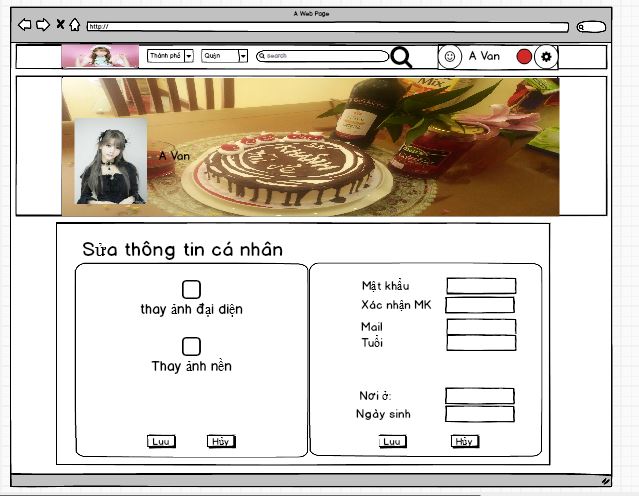 A Web Page
http://
Thành phố
Quận
search
A Van
A Van
Sửa thông tin cá nhân
thay ảnh đại diện
Thay ảnh nền
Lưu
Hủy
Mật khẩu
Xác nhận MK
Mail
Tuổi
Nơi ở:
Ngày sinh
Lưu
Hủy